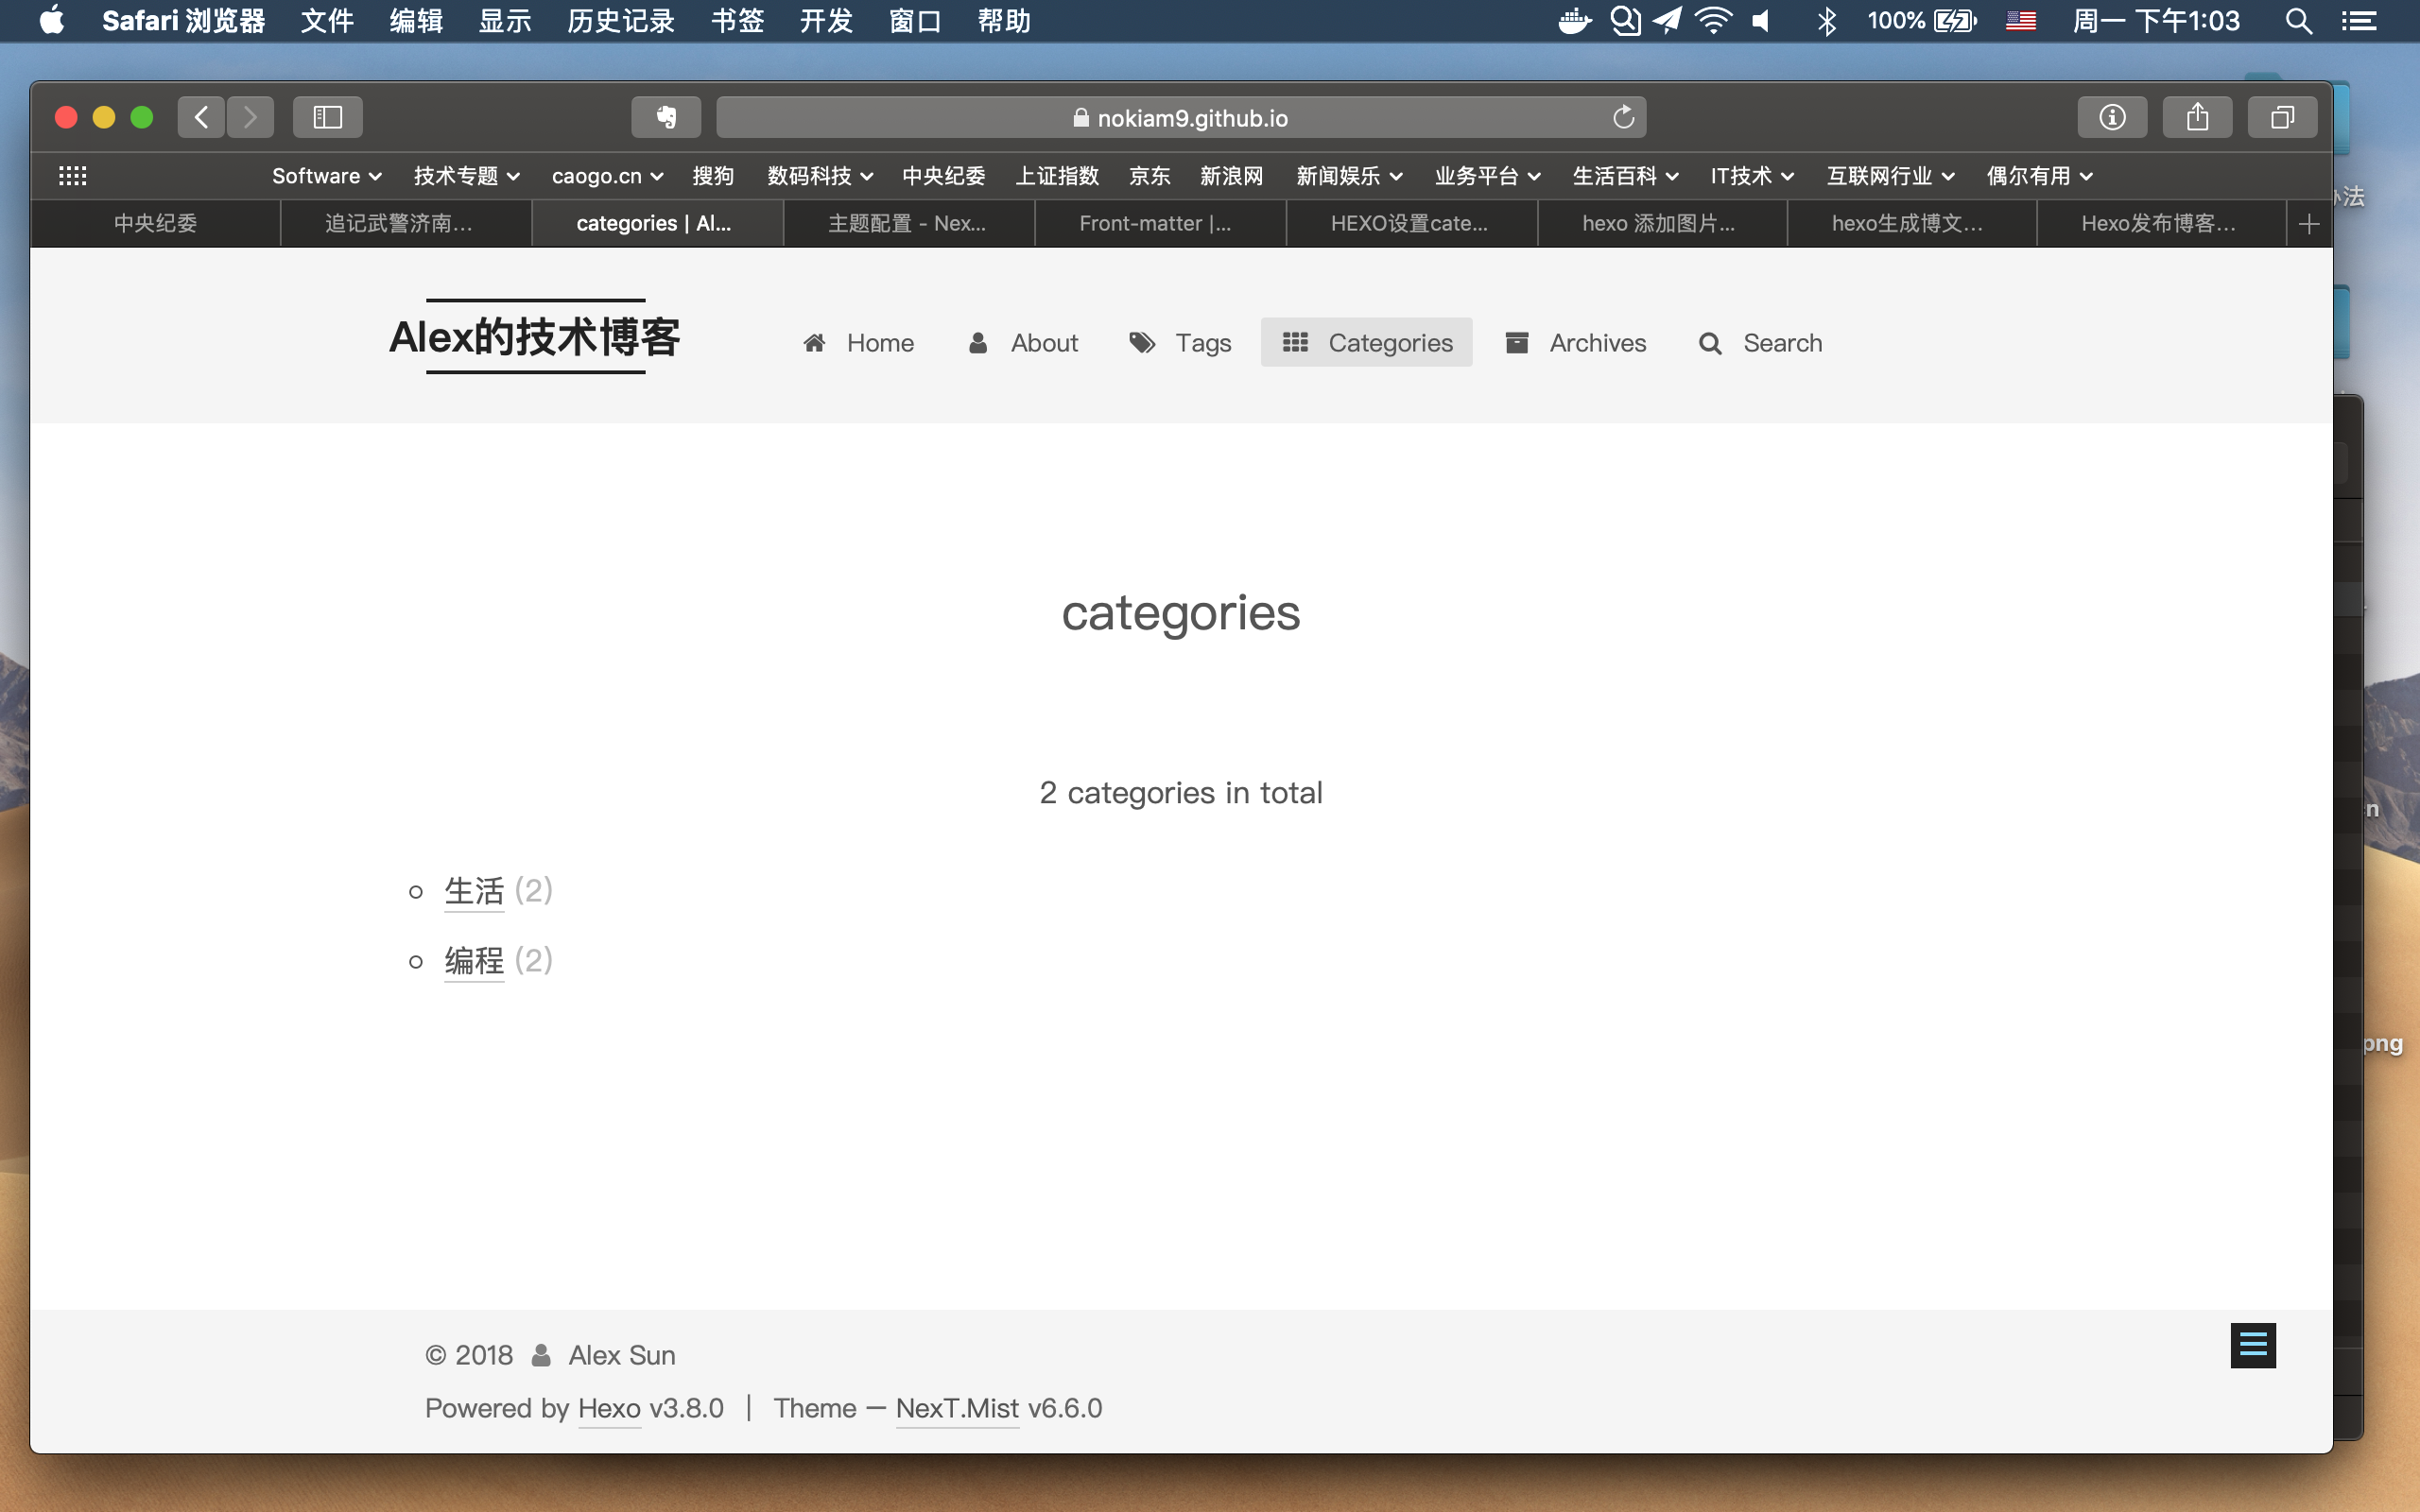 Safari 浏览器 文件 编辑 显示 历史记录 书签 开发 窗口 帮助 100% 周一 下午1:03
nokiam9.github.io
Software 技术专题 caogo.cn 搜狗 数码科技 中央纪委 上证指数 京东 新浪网 新闻娱乐 业务平台 生活百科 IT技术 互联网行业 偶尔有用
中央纪委 追记武警济南… categories | Al... 主题配置 - Nex... Front-matter |... HEXO设置cate... hexo 添加图片... hexo生成博文... Hexo发布博客...
Alex的技术博客 Home About Tags Categories Archives Search
categories
2 categories in total
生活 (2)
编程 (2)
png
© 2018 Alex Sun
Powered by Hexo v3.8.0 | Theme — NexT.Mist v6.6.0